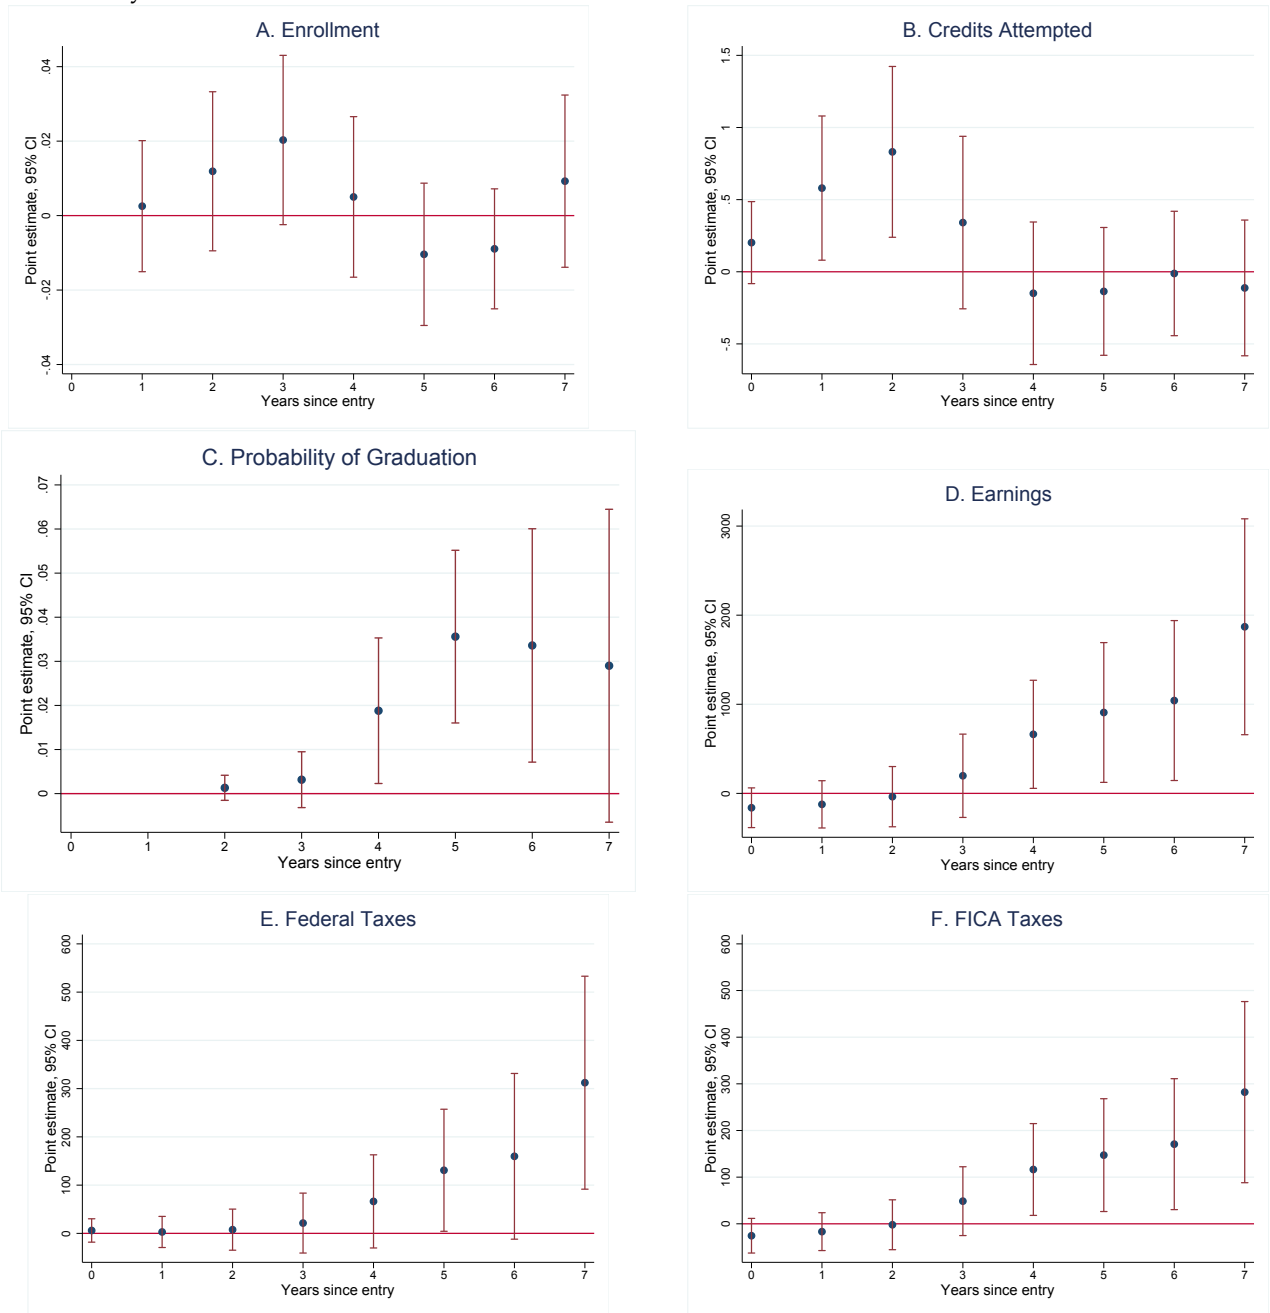 A. Enrollment
Point estimate, 95% CI
.04
.02
0
-.02
-.04
0 1 2 3 4 5 6 7
Years since entry
B. Credits Attempted
Point estimate, 95% CI
1.5
1
.5
0
-.5
0 1 2 3 4 5 6 7
Years since entry
C. Probability of Graduation
Point estimate, 95% CI
.07
.06
.05
.04
.03
.02
.01
0
0 1 2 3 4 5 6 7
Years since entry
D. Earnings
Point estimate, 95% CI
3000
2000
1000
0
0 1 2 3 4 5 6 7
Years since entry
E. Federal Taxes
Point estimate, 95% CI
600
500
400
300
200
100
0
0 1 2 3 4 5 6 7
Years since entry
F. FICA Taxes
Point estimate, 95% CI
600
500
400
300
200
100
0
0 1 2 3 4 5 6 7
Years since entry